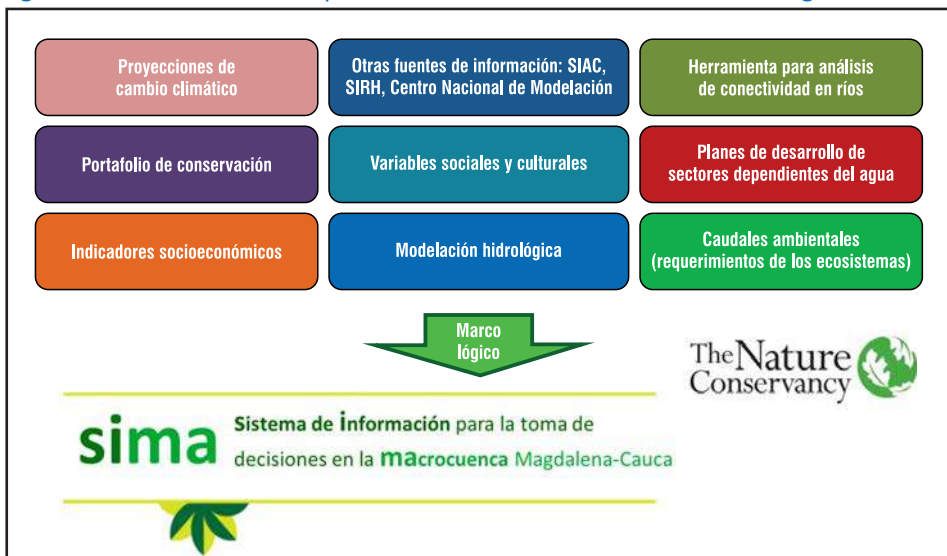 Proyecciones de
cambio climático
Otras fuentes de información: SIAC,
SIRH, Centro Nacional de Modelación
Herramienta para análisis
de conectividad en ríos
Portafolio de conservación
Variables sociales y culturales
Planes de desarrollo de
sectores dependientes del agua
Indicadores socioeconómicos
Modelación hidrológica
Caudales ambientales
(requerimientos de los ecosistemas)
Marco
lógico
The Nature
Conservancy
sima
Sistema de información para la toma de
decisiones en la macrocuenca Magdalena-Cauca